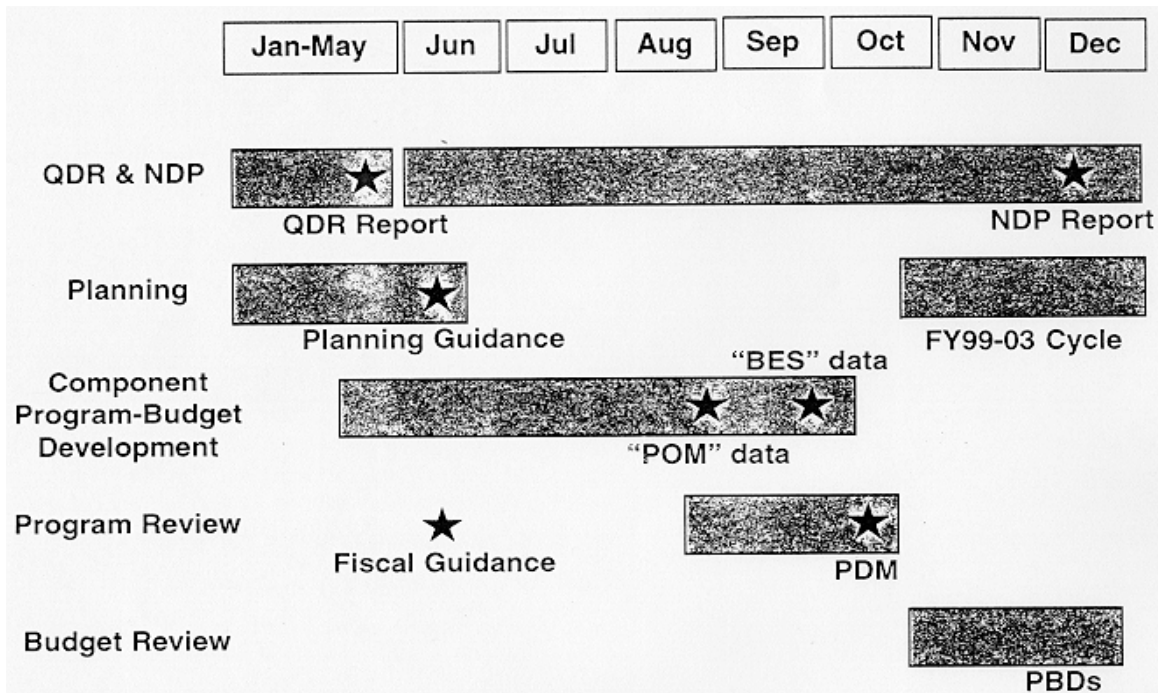 Jan-May Jun Jul Aug Sep Oct Nov Dec
QDR & NDP
QDR Report
NDP Report
Planning
Planning Guidance
FY99-03 Cycle
Component
Program-Budget
Development
“BES” data
“POM” data
Program Review
Fiscal Guidance
PDM
Budget Review
PBDs